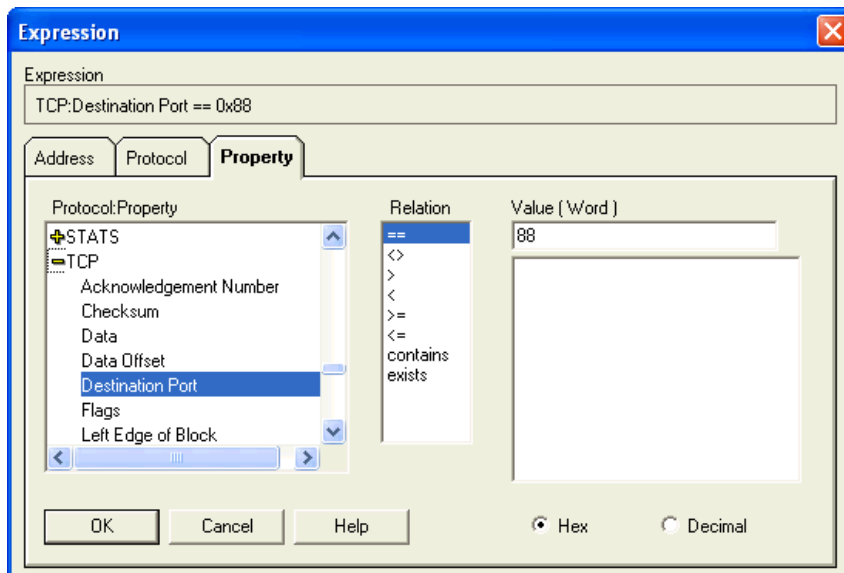 Expression
Expression
TCP:Destination Port == 0x88
Address Protocol Property
Protocol:Property Relation Value ( Word )
STATS
TCP
Acknowledgement Number
Checksum
Data
Data Offset
Destination Port
Flags
Left Edge of Block
==
<>
>
<
>=
<=
contains
exists
88
OK Cancel Help Hex Decimal